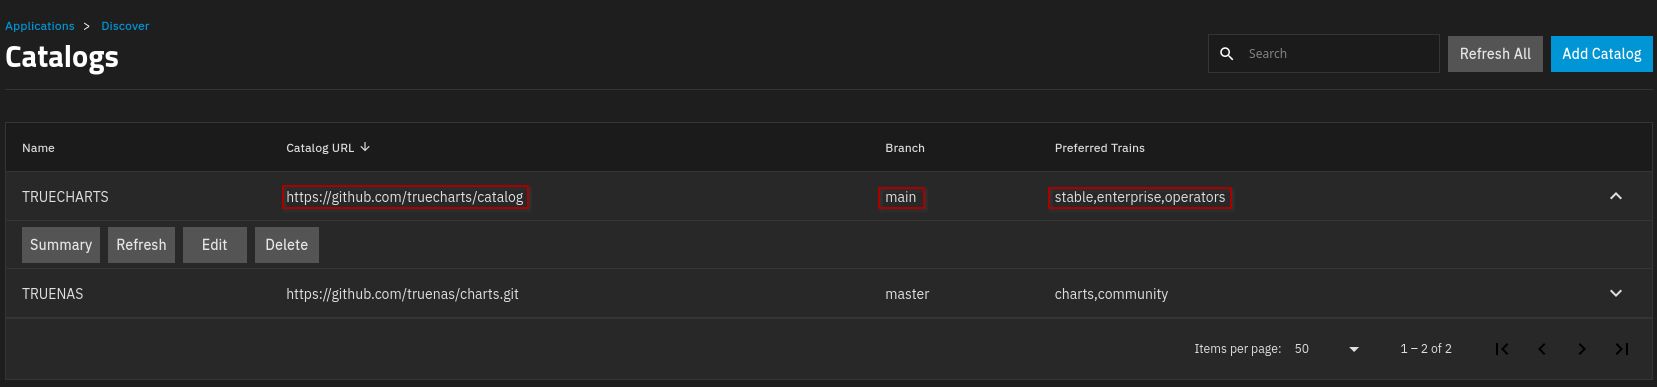 Applications > Discover
Catalogs
Search Refresh All Add Catalog
Name Catalog URL Branch Preferred Trains
TRUECHARTS https://github.com/truecharts/catalog main stable,enterprise,operators
Summary Refresh Edit Delete
TRUENAS https://github.com/truenas/charts.git master charts,community
Items per page: 50 1 – 2 of 2